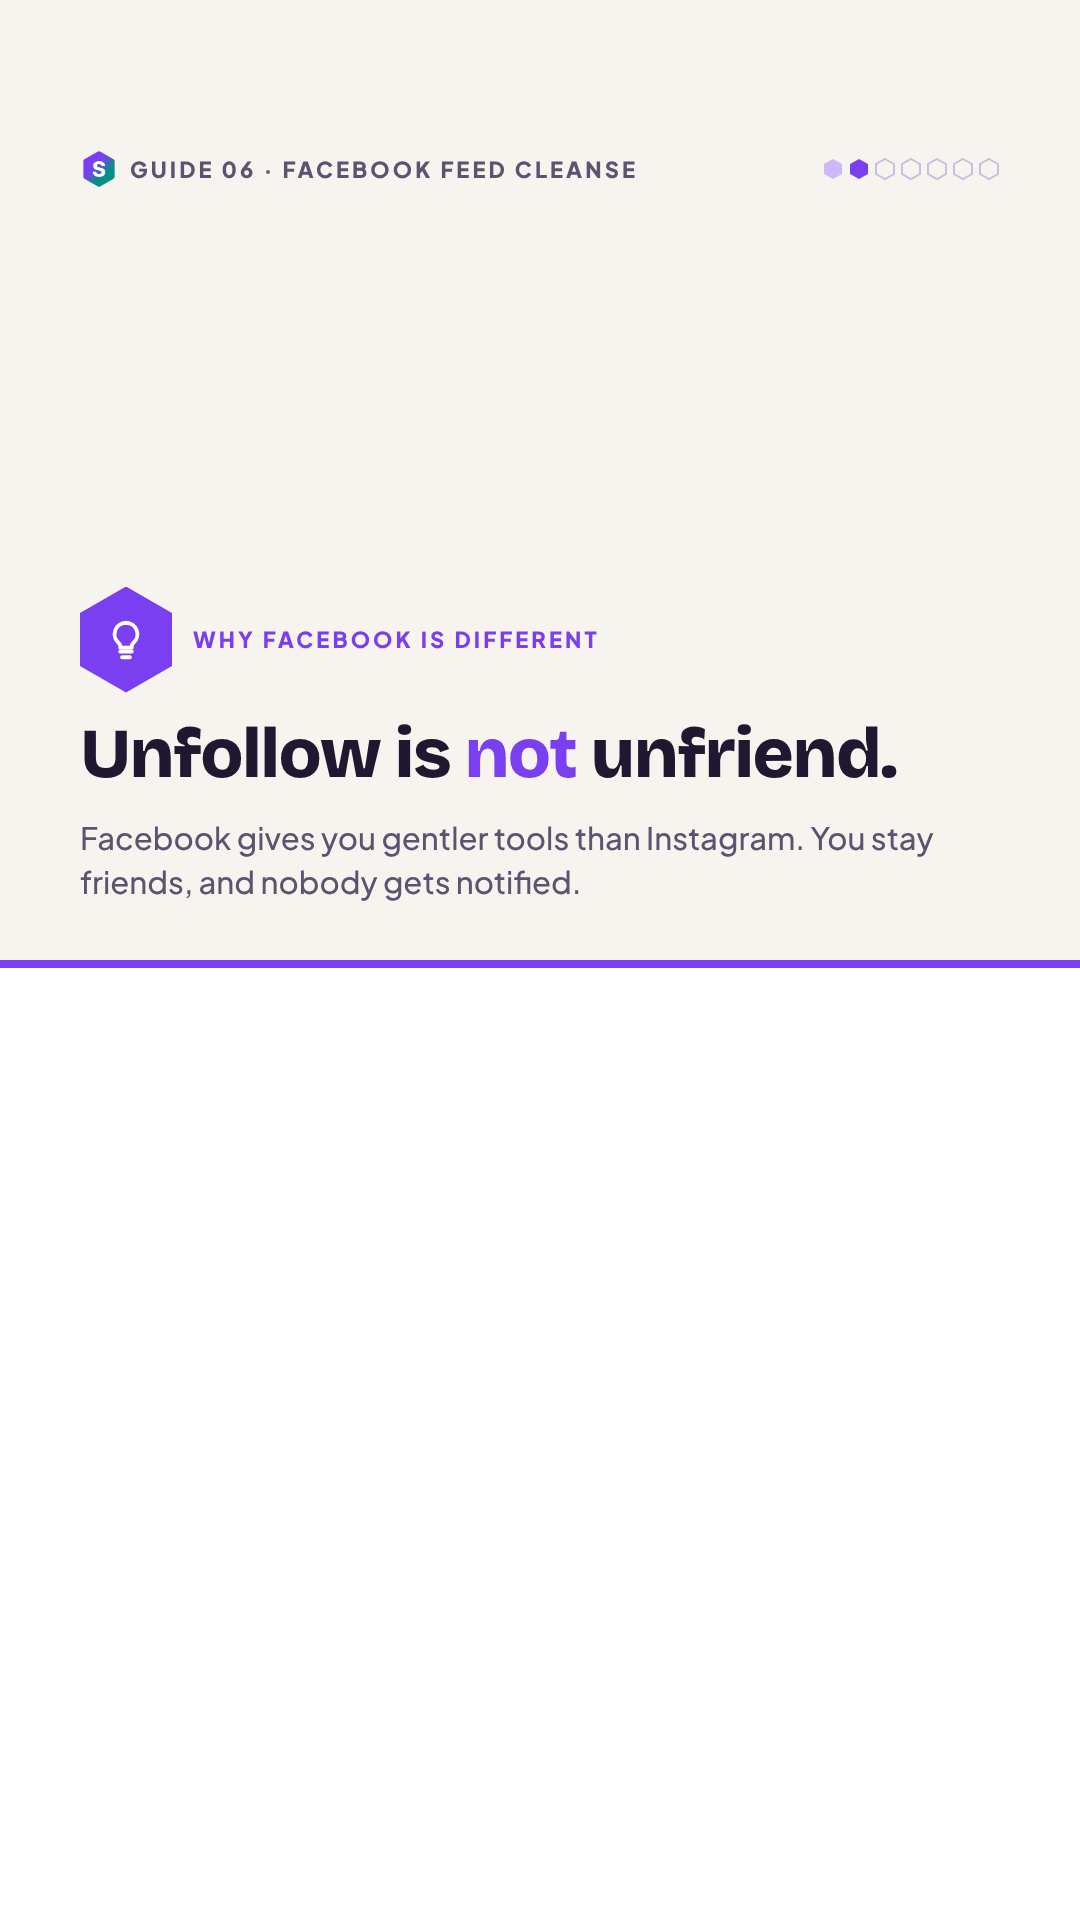 S GUIDE 06 · FACEBOOK FEED CLEANSE
WHY FACEBOOK IS DIFFERENT
Unfollow is not unfriend.
Facebook gives you gentler tools than Instagram. You stay
friends, and nobody gets notified.